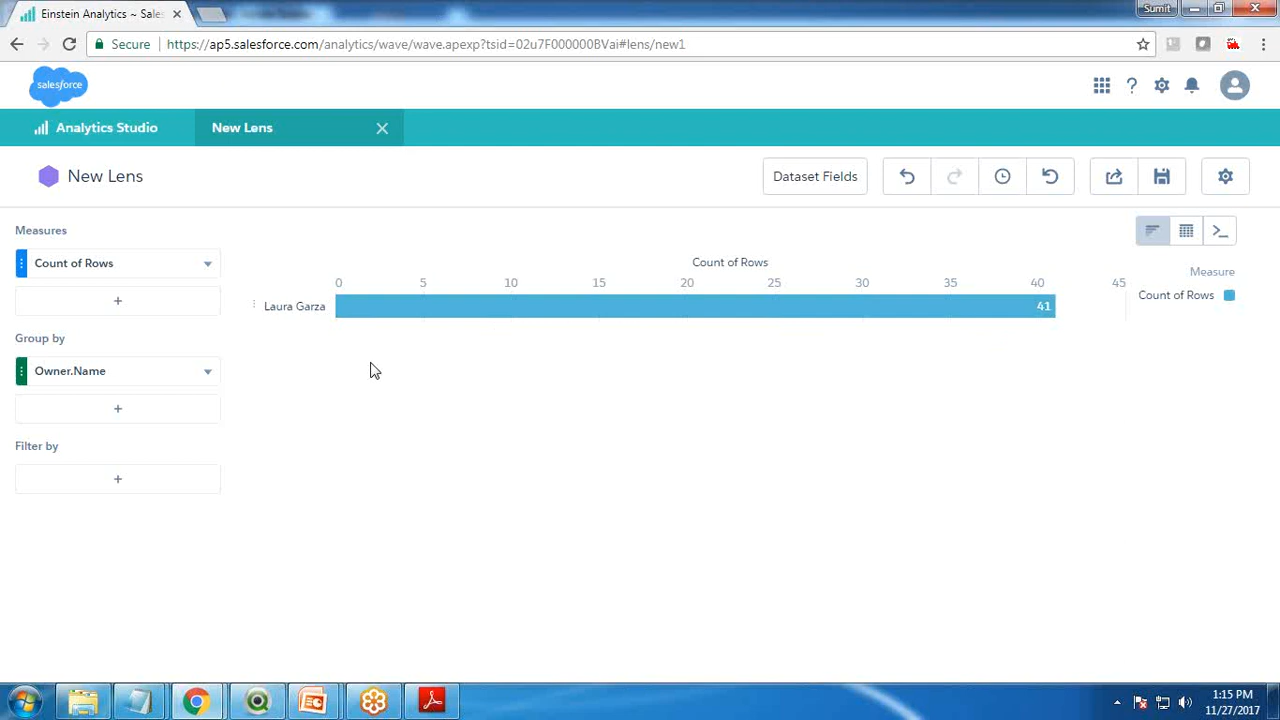 Einstein Analytics ~ Sales
Sumit
Secure
https://ap5.salesforce.com/analytics/wave/wave.apexp?tsid=02u7F000000BVai#lens/new1
salesforce
Analytics Studio
New Lens
New Lens
Dataset Fields
Measures
Count of Rows
+
Group by
Owner.Name
+
Filter by
+
Count of Rows
0 5 10 15 20 25 30 35 40 45
Laura Garza 41
Measure
Count of Rows
1:15 PM
11/27/2017